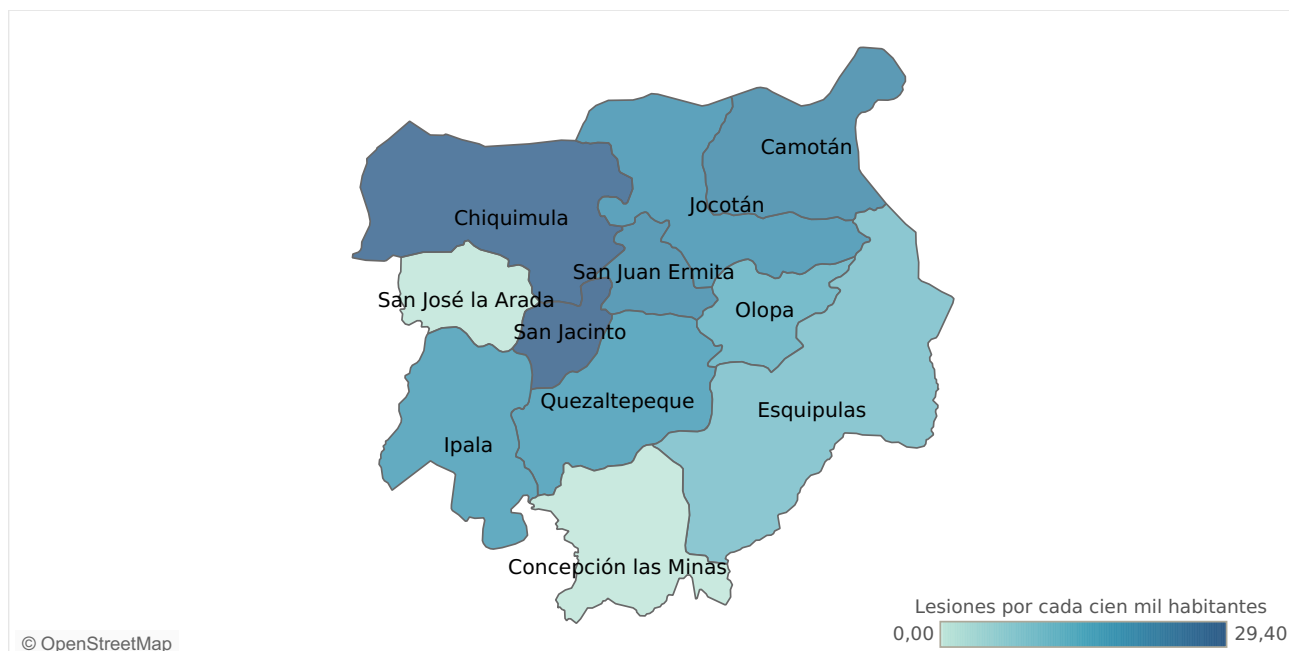 Camotán
Jocotán
Chiquimula
San Juan Ermita
San José la Arada
Olopa
San Jacinto
Quezaltepeque
Esquipulas
Ipala
Concepción las Minas
Lesiones por cada cien mil habitantes
0,00 29,40
© OpenStreetMap